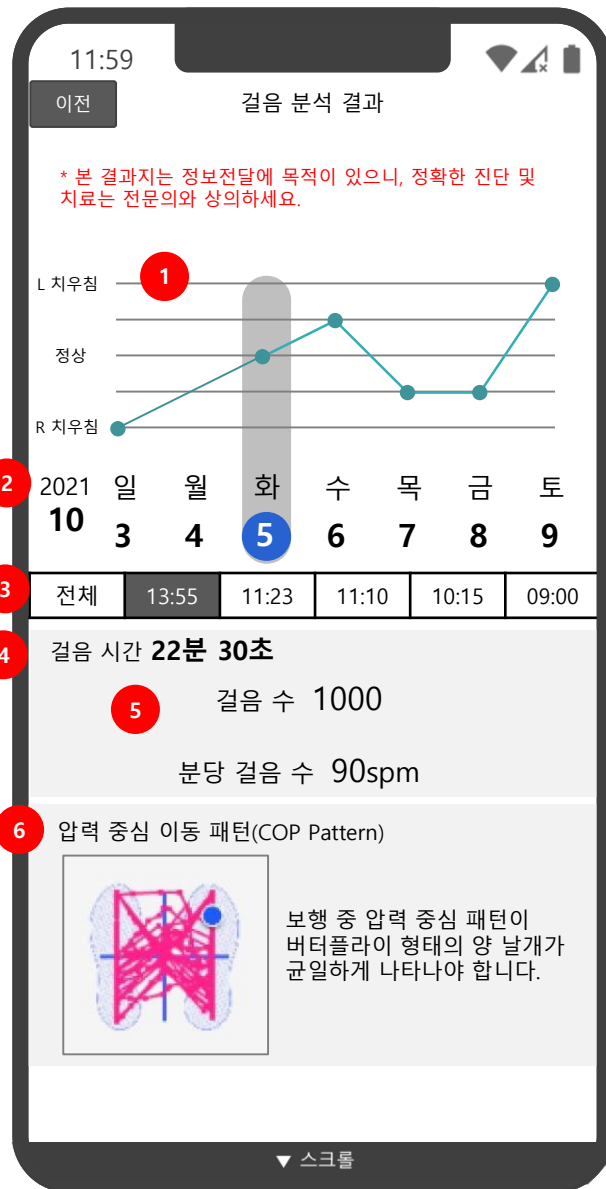 11:59
이전
걸음 분석 결과
* 본 결과지는 정보전달에 목적이 있으니, 정확한 진단 및
치료는 전문의와 상의하세요.
1
L 치우침
정상
R 치우침
2
2021 일 월 화 수 목 금 토
10 3 4 5 6 7 8 9
3
전체 13:55 11:23 11:10 10:15 09:00
4
걸음 시간 22분 30초
5
걸음 수 1000
분당 걸음 수 90spm
6
압력 중심 이동 패턴(COP Pattern)
보행 중 압력 중심 패턴이
버터플라이 형태의 양 날개가
균일하게 나타나야 합니다.
▼ 스크롤